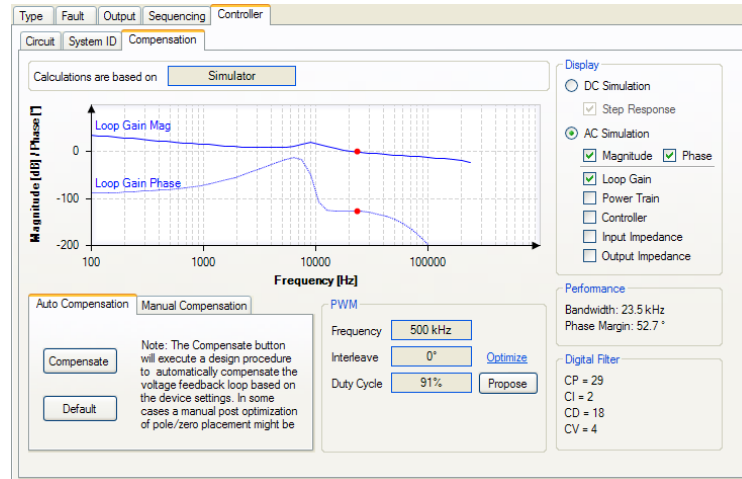 Type Fault Output Sequencing Controller
Circuit System ID Compensation
Calculations are based on Simulator
Magnitude [dB] / Phase [°]
0
-100
-200
Loop Gain Mag
Loop Gain Phase
100 1000 10000 100000
Frequency [Hz]
Auto Compensation Manual Compensation
Compensate
Default
Note: The Compensate button
will execute a design procedure
to automatically compensate the
voltage feedback loop based on
the device settings. In some
cases a manual post optimization
of pole/zero placement might be
PWM
Frequency 500 kHz
Interleave 0° Optimize
Duty Cycle 91% Propose
Display
DC Simulation
Step Response
AC Simulation
Magnitude Phase
Loop Gain
Power Train
Controller
Input Impedance
Output Impedance
Performance
Bandwidth: 23.5 kHz
Phase Margin: 52.7 °
Digital Filter
CP = 29
CI = 2
CD = 18
CV = 4